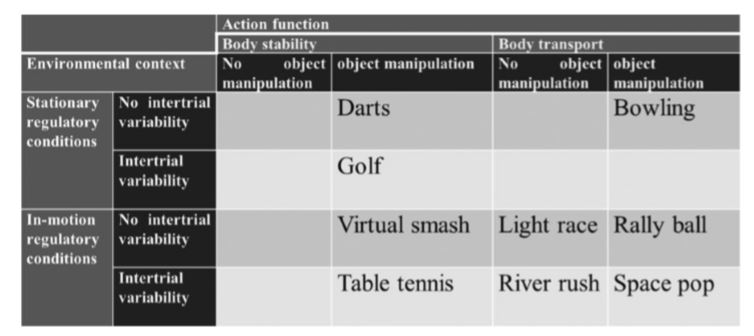 Action function
Body stability Body transport
Environmental context No object manipulation object manipulation No object manipulation object manipulation
Stationary regulatory conditions No intertrial variability Darts Bowling
Intertrial variability Golf
In-motion regulatory conditions No intertrial variability Virtual smash Light race Rally ball
Intertrial variability Table tennis River rush Space pop